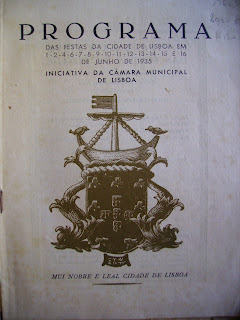 PROGRAMA
DAS FESTAS DA CIDADE DE LISBOA EM
1-2-4-6-7-8-9-10-11-12-13-14-15 E 16
DE JUNHO DE 1935
INICIATIVA DA CÂMARA MUNICIPAL
DE LISBOA
MUI NOBRE E LEAL CIDADE DE LISBOA